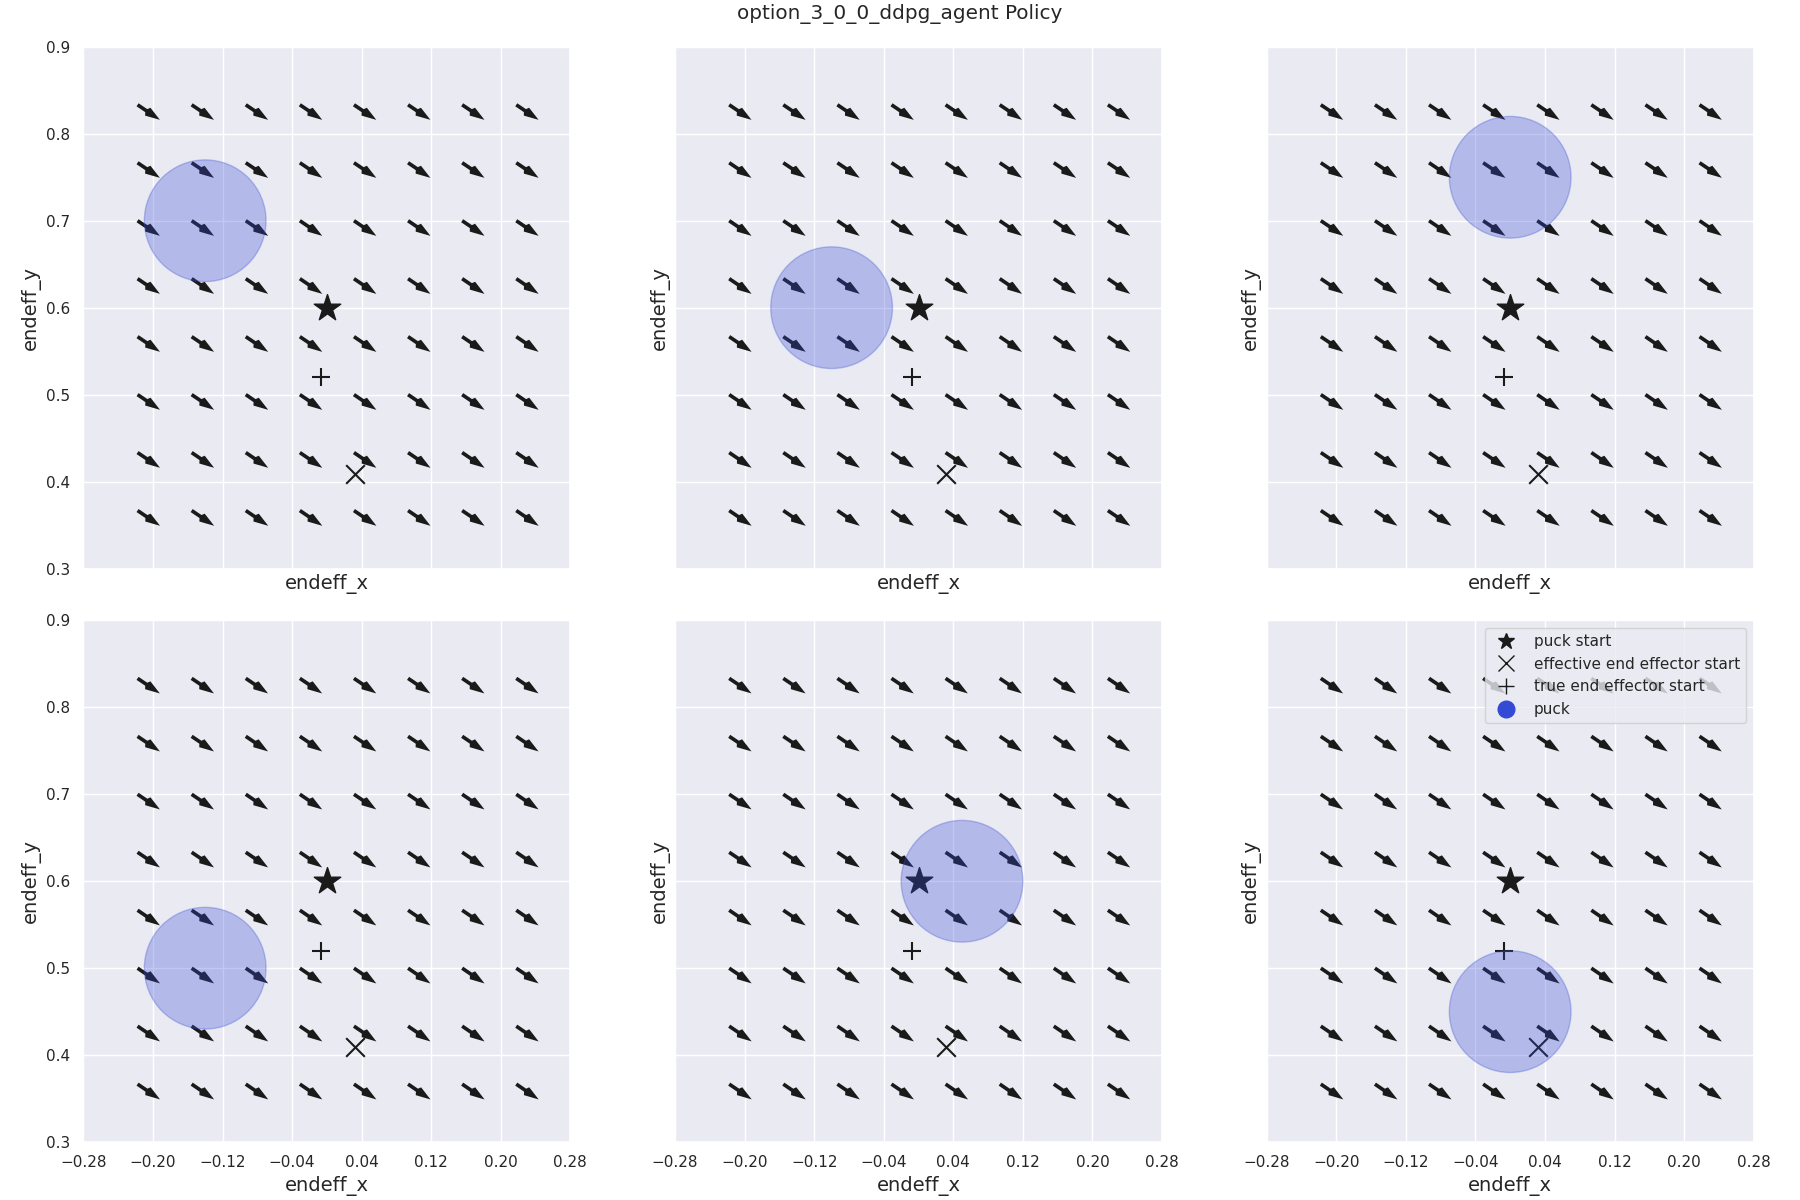 option_3_0_0_ddpg_agent Policy
0.9
0.8
0.7
0.6
0.5
0.4
0.3
endeff_y
endeff_x
endeff_y
endeff_x
endeff_y
endeff_x
0.9
0.8
0.7
0.6
0.5
0.4
0.3
endeff_y
−0.28 −0.20 −0.12 −0.04 0.04 0.12 0.20 0.28
endeff_x
endeff_y
−0.28 −0.20 −0.12 −0.04 0.04 0.12 0.20 0.28
endeff_x
puck start
effective end effector start
true end effector start
puck
endeff_y
−0.28 −0.20 −0.12 −0.04 0.04 0.12 0.20 0.28
endeff_x